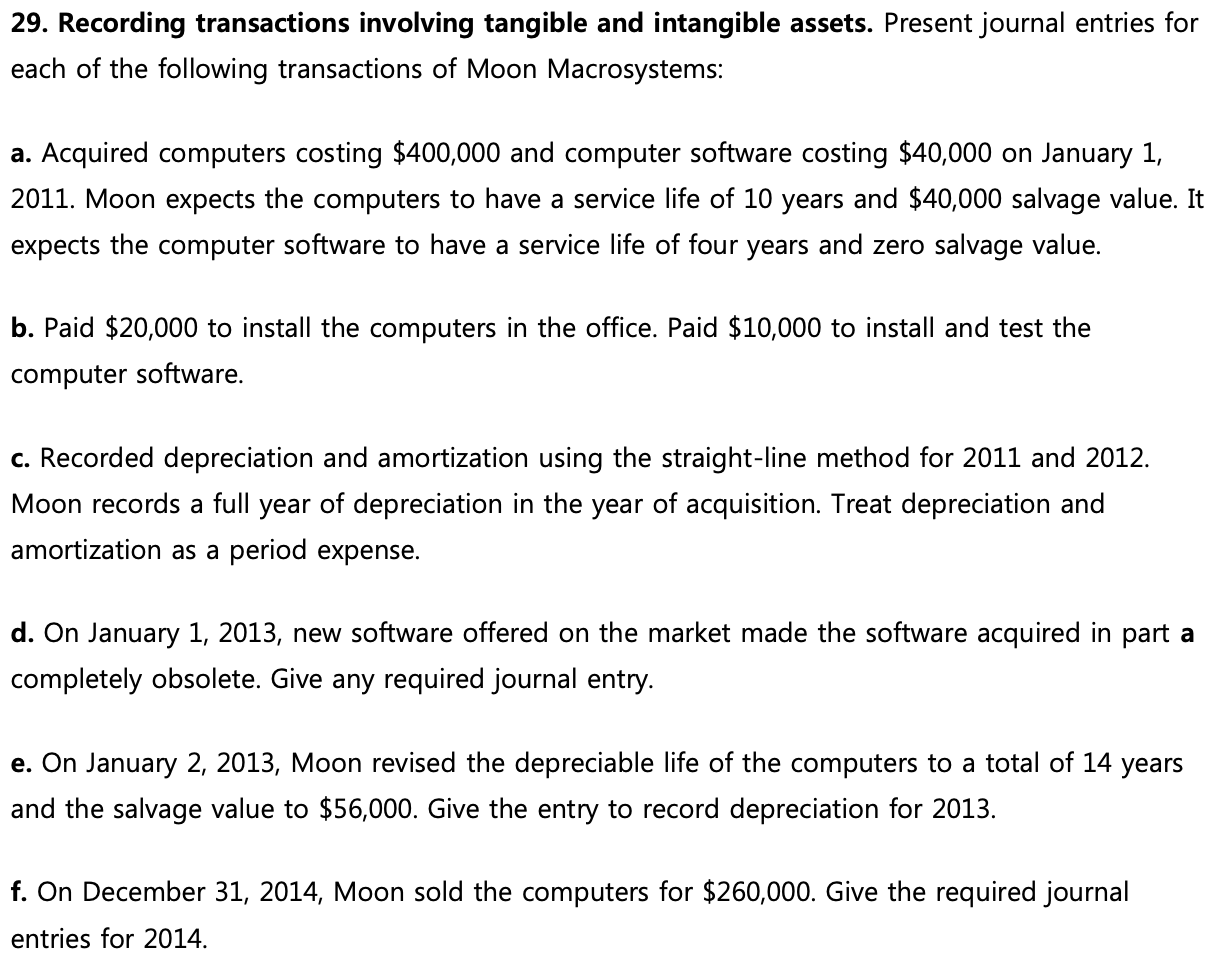 29. Recording transactions involving tangible and intangible assets. Present journal entries for
each of the following transactions of Moon Macrosystems:
a. Acquired computers costing $400,000 and computer software costing $40,000 on January 1,
2011. Moon expects the computers to have a service life of 10 years and $40,000 salvage value. It
expects the computer software to have a service life of four years and zero salvage value.
b. Paid $20,000 to install the computers in the office. Paid $10,000 to install and test the
computer software.
c. Recorded depreciation and amortization using the straight-line method for 2011 and 2012.
Moon records a full year of depreciation in the year of acquisition. Treat depreciation and
amortization as a period expense.
d. On January 1, 2013, new software offered on the market made the software acquired in part a
completely obsolete. Give any required journal entry.
e. On January 2, 2013, Moon revised the depreciable life of the computers to a total of 14 years
and the salvage value to $56,000. Give the entry to record depreciation for 2013.
f. On December 31, 2014, Moon sold the computers for $260,000. Give the required journal
entries for 2014.